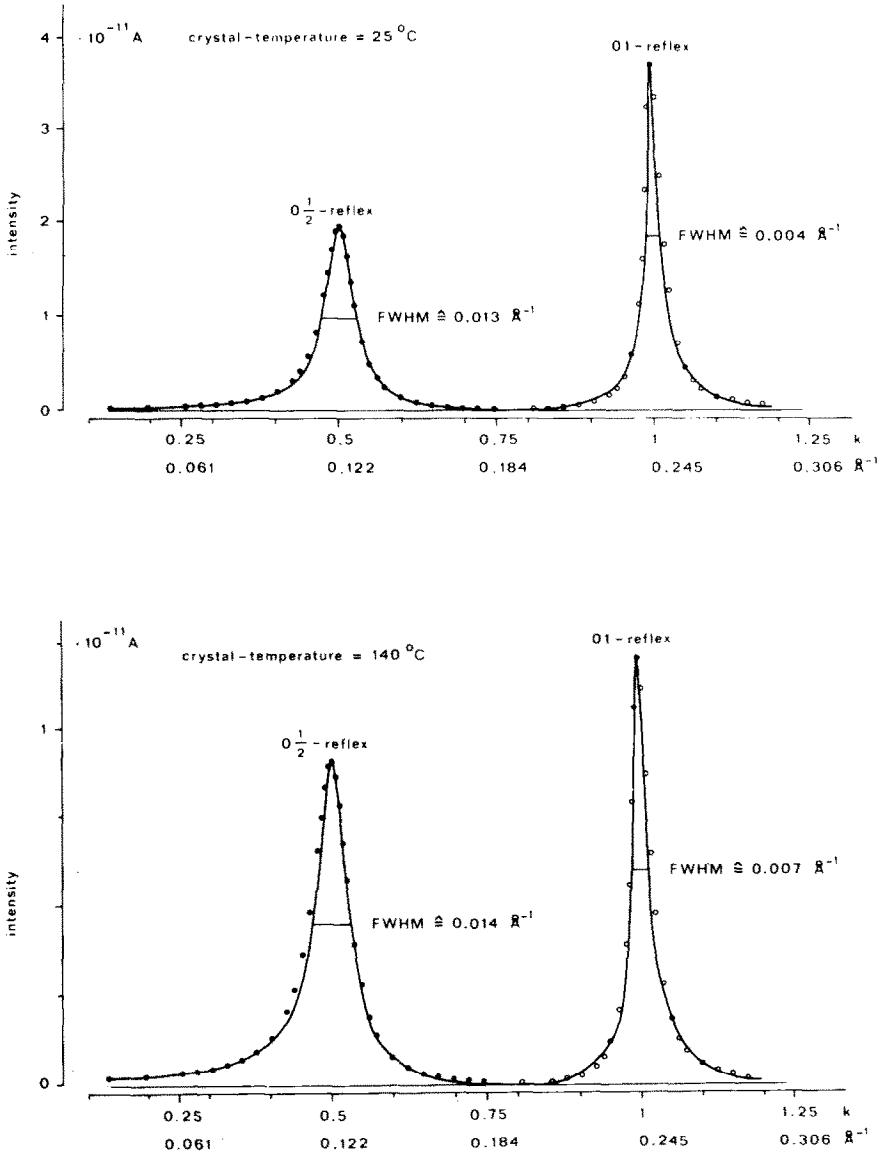 4
· 10⁻¹¹ A
crystal-temperature = 25 °C
01-reflex
3
intensity
0 1/2 -reflex
2
FWHM ≙ 0.004 Å⁻¹
FWHM ≙ 0.013 Å⁻¹
1
0
0.25 0.5 0.75 1 1.25 k
0.061 0.122 0.184 0.245 0.306 Å⁻¹
· 10⁻¹¹ A
crystal-temperature = 140 °C
01-reflex
0 1/2 -reflex
1
FWHM ≙ 0.007 Å⁻¹
intensity
FWHM ≙ 0.014 Å⁻¹
0
0.25 0.5 0.75 1 1.25 k
0.061 0.122 0.184 0.245 0.306 Å⁻¹